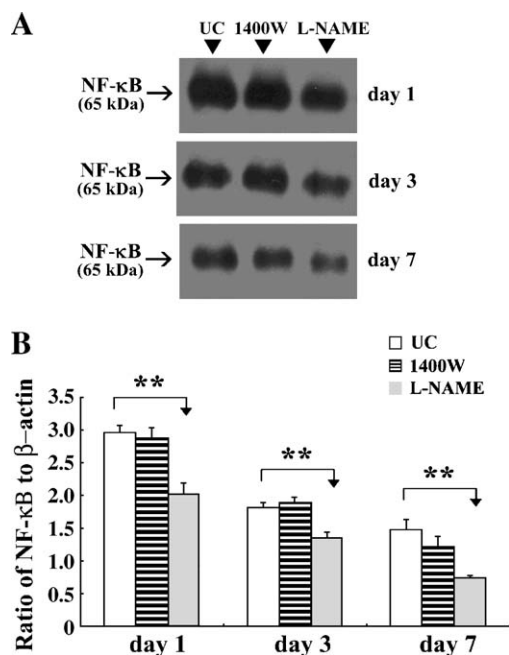 A
UC 1400W L-NAME
NF-κB
(65 kDa)
day 1
NF-κB
(65 kDa)
day 3
NF-κB
(65 kDa)
day 7
B
UC
1400W
L-NAME
Ratio of NF-κB to β–actin
3.5
3.0
2.5
2.0
1.5
1.0
0.5
0
**
**
**
day 1 day 3 day 7